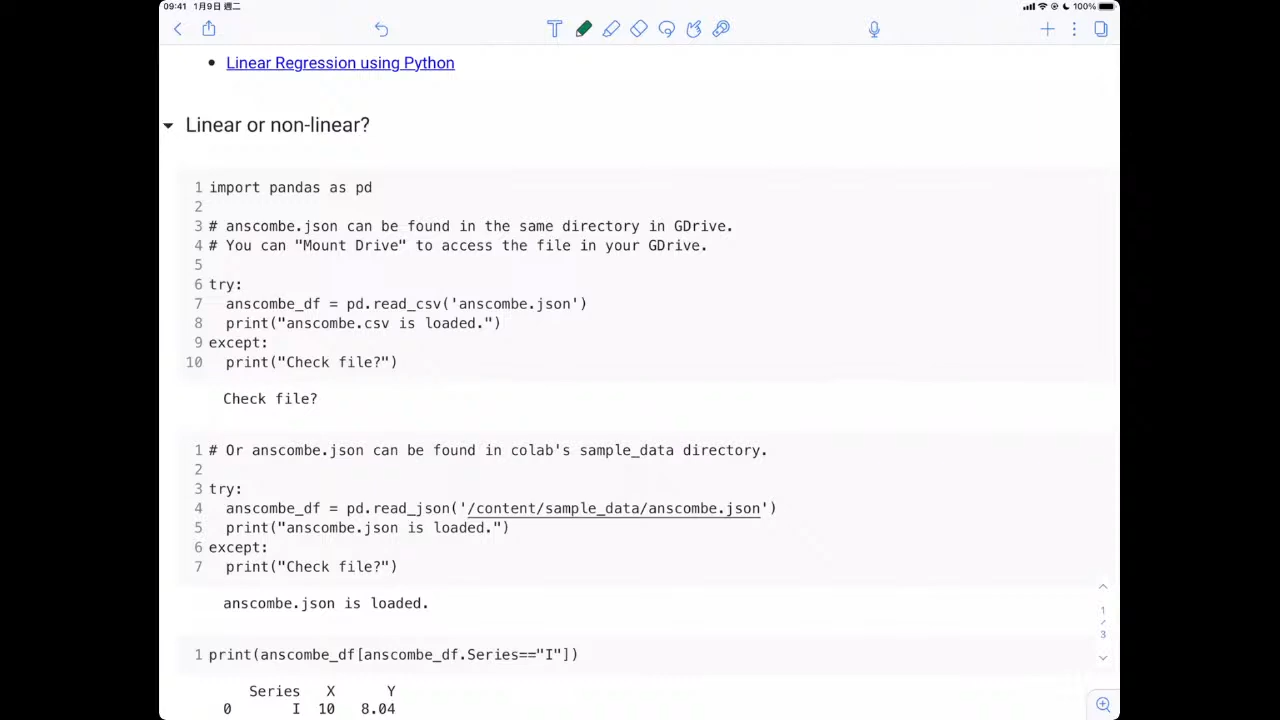 09:41 1月9日 週二
100%
Linear Regression using Python
Linear or non-linear?
1 import pandas as pd
2
3 # anscombe.json can be found in the same directory in GDrive.
4 # You can "Mount Drive" to access the file in your GDrive.
5
6 try:
7   anscombe_df = pd.read_csv('anscombe.json')
8   print("anscombe.csv is loaded.")
9 except:
10   print("Check file?")
Check file?
1 # Or anscombe.json can be found in colab's sample_data directory.
2
3 try:
4   anscombe_df = pd.read_json('/content/sample_data/anscombe.json')
5   print("anscombe.json is loaded.")
6 except:
7   print("Check file?")
anscombe.json is loaded.
1
/
3
1 print(anscombe_df[anscombe_df.Series=="I"])
Series X Y
0 I 10 8.04